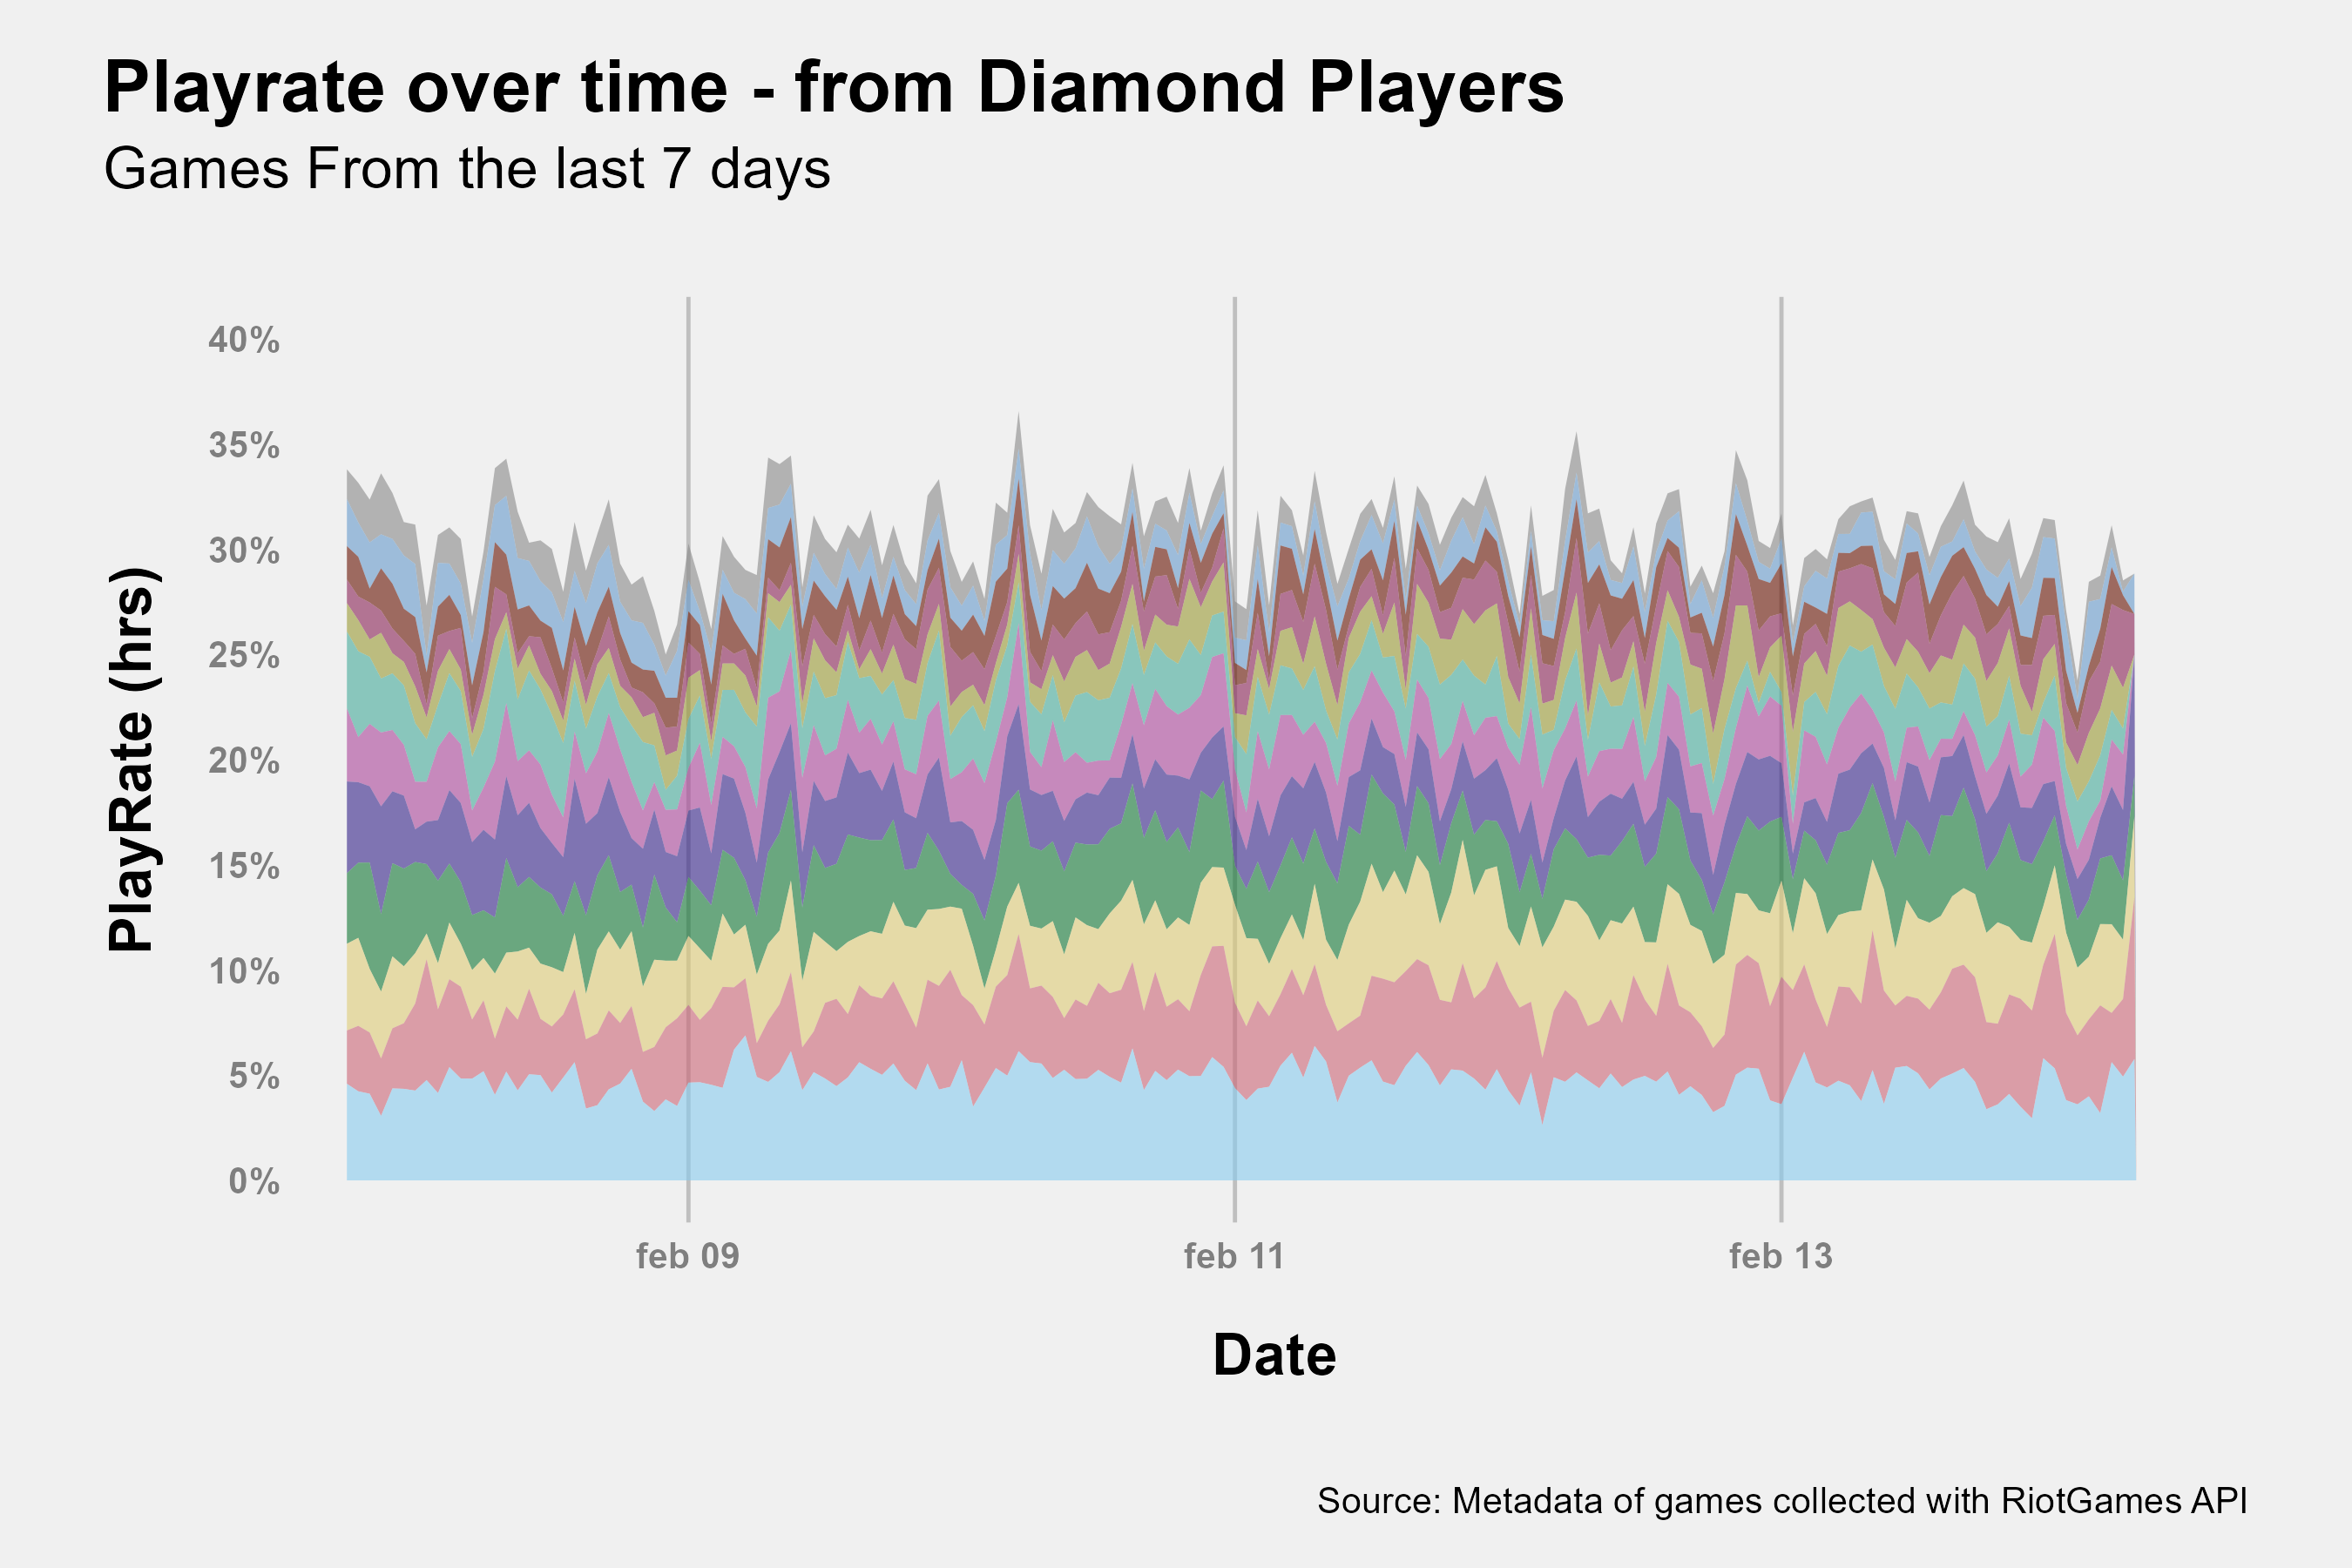 Playrate over time - from Diamond Players
Games From the last 7 days
PlayRate (hrs)
40%
35%
30%
25%
20%
15%
10%
5%
0%
feb 09
feb 11
feb 13
Date
Source: Metadata of games collected with RiotGames API